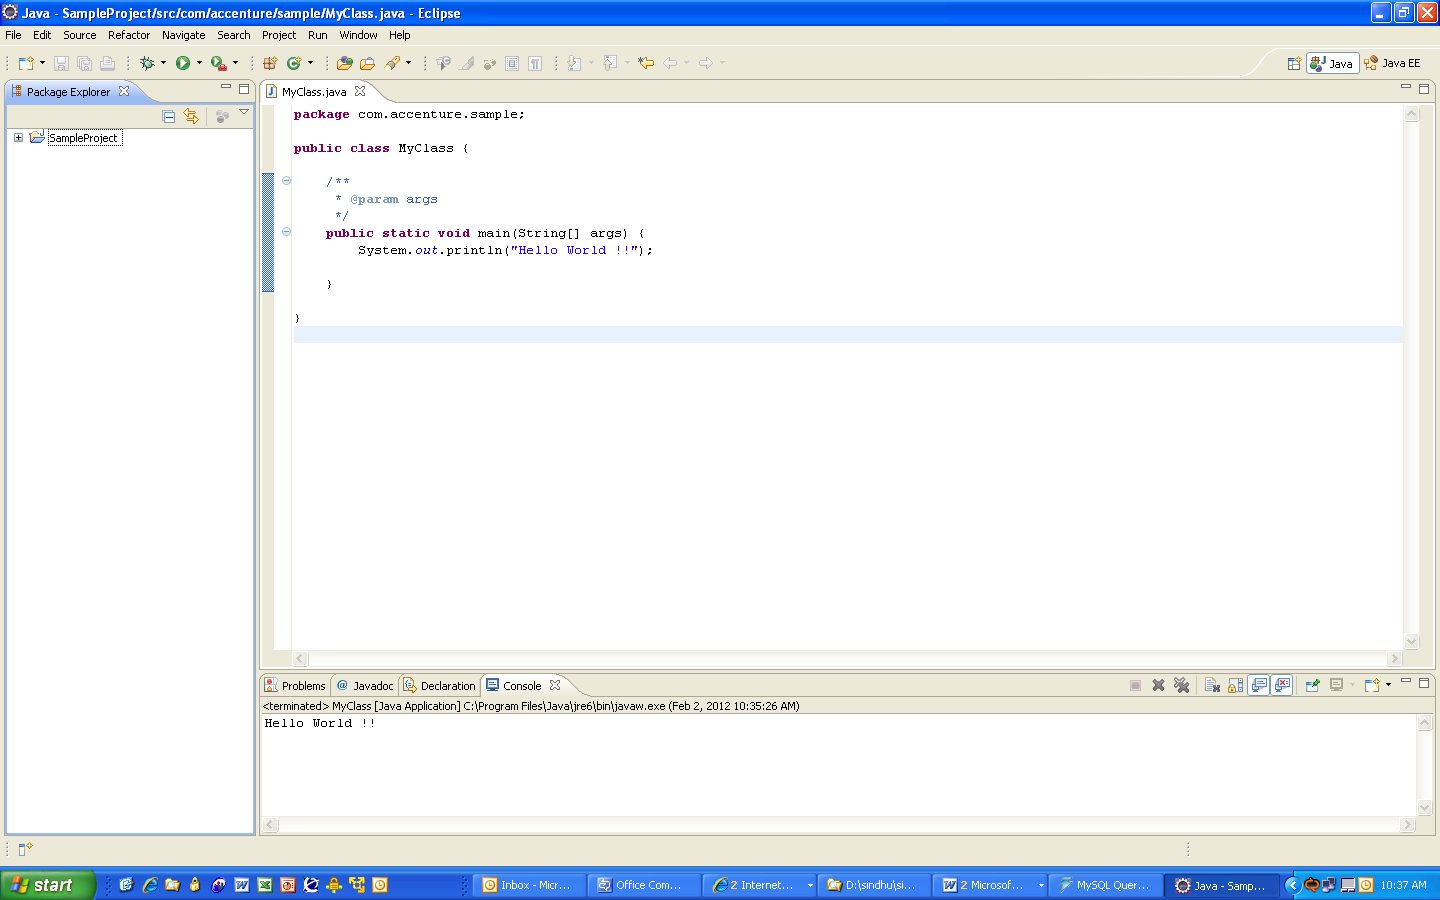 Java - SampleProject/src/com/accenture/sample/MyClass.java - Eclipse
File Edit Source Refactor Navigate Search Project Run Window Help
Java Java EE
Package Explorer
SampleProject
MyClass.java
package com.accenture.sample;
public class MyClass {
/**
* @param args
*/
public static void main(String[] args) {
System.out.println("Hello World !!");
}
}
Problems @ Javadoc Declaration Console
<terminated> MyClass [Java Application] C:\Program Files\Java\jre6\bin\javaw.exe (Feb 2, 2012 10:35:26 AM)
Hello World !!
start Inbox - Micr... Office Com... 2 Internet... D:\sindhu\si... 2 Microsof... MySQL Quer... Java - Samp... 10:37 AM